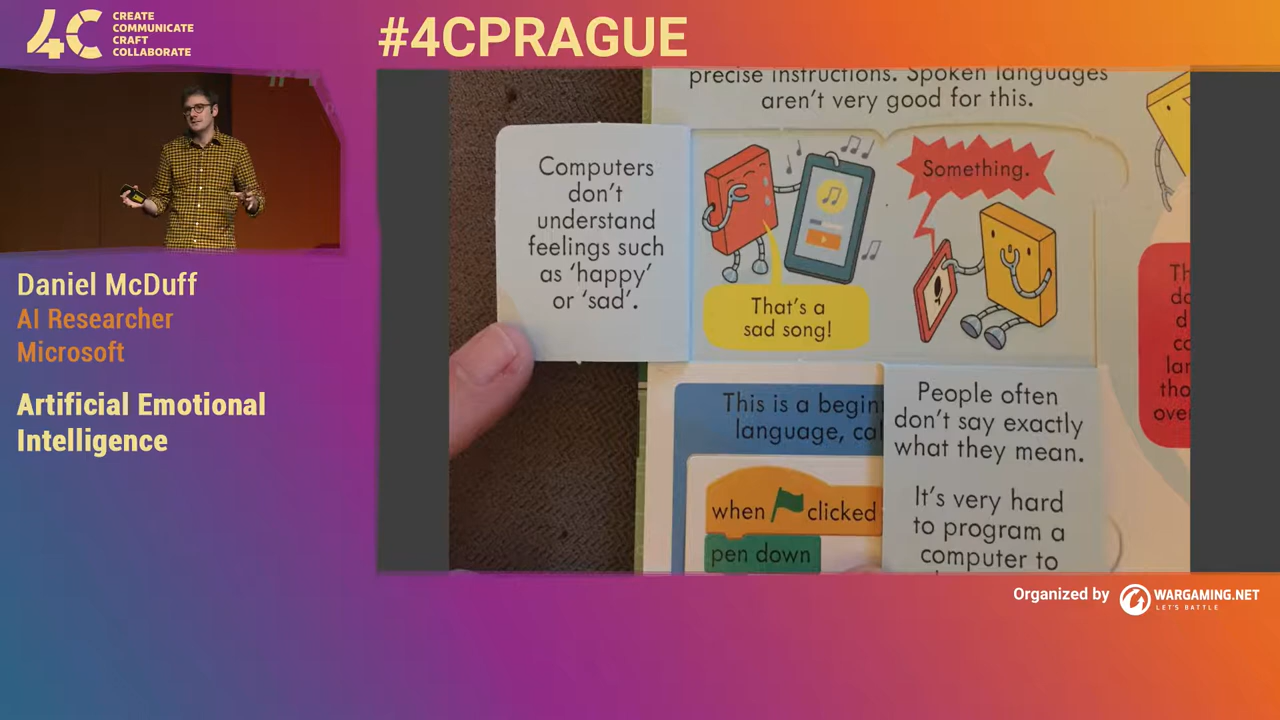 4C
CREATE
COMMUNICATE
CRAFT
COLLABORATE
#4CPRAGUE
Daniel McDuff
AI Researcher
Microsoft
Artificial Emotional
Intelligence
precise instructions. Spoken languages
aren't very good for this.
Computers
don't
understand
feelings such
as 'happy'
or 'sad'.
That's a
sad song!
Something.
People often
don't say exactly
what they mean.
It's very hard
to program a
computer to
This is a begin
language, cal
when clicked
pen down
Organized by
WARGAMING.NET
LET'S BATTLE